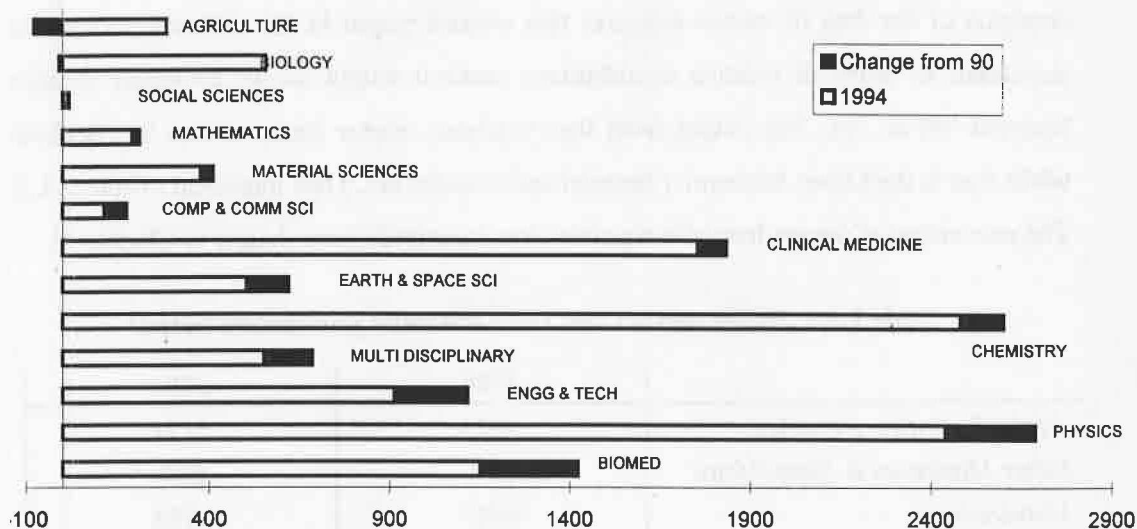 AGRICULTURE
BIOLOGY
Change from 90
1994
SOCIAL SCIENCES
MATHEMATICS
MATERIAL SCIENCES
COMP & COMM SCI
CLINICAL MEDICINE
EARTH & SPACE SCI
CHEMISTRY
MULTI DISCIPLINARY
ENGG & TECH
PHYSICS
BIOMED
-100 400 900 1400 1900 2400 2900